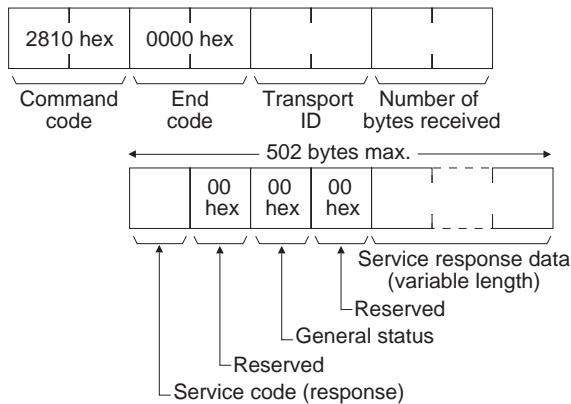 2810 hex 0000 hex
Command code
End code
Transport ID
Number of bytes received
502 bytes max.
00 hex
00 hex
00 hex
Service response data
(variable length)
Reserved
General status
Reserved
Service code (response)